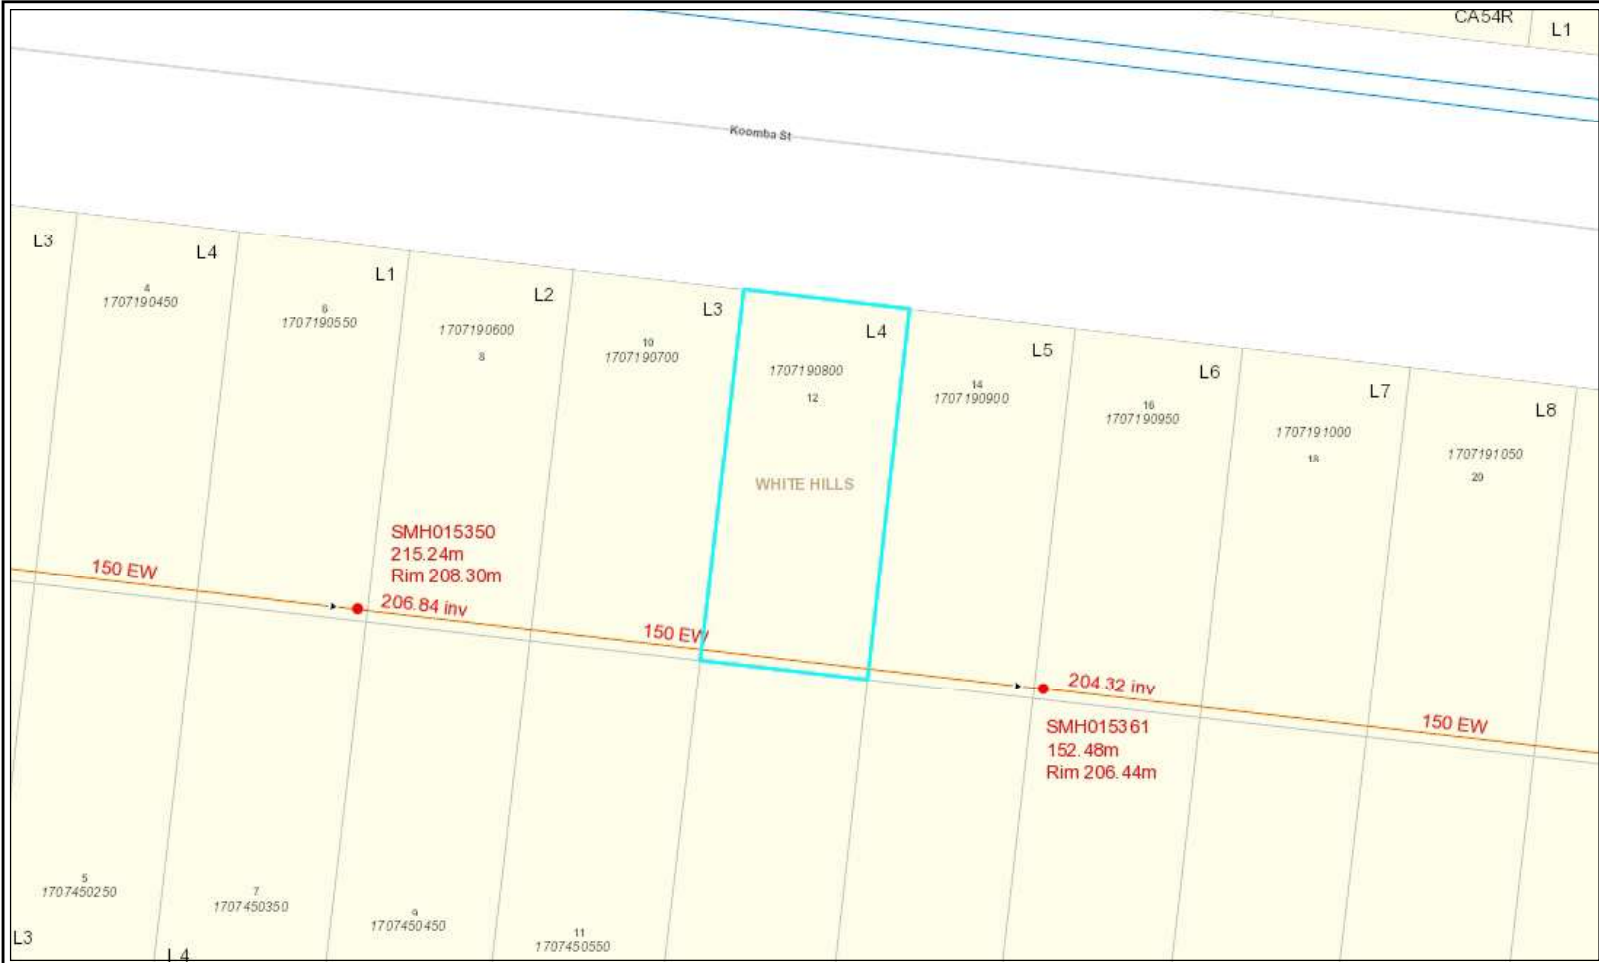 CA54R
L1
Koomba St
L3
4
1707190450
L4
6
1707190550
L1
1707190600
8
L2
10
1707190700
L3
1707190800
12
L4
14
1707190900
L5
16
1707190950
L6
1707191000
18
L7
1707191050
20
L8
WHITE HILLS
150 EW
SMH015350
215.24m
Rim 208.30m
206.84 inv
150 EW
204.32 inv
SMH015361
152.48m
Rim 206.44m
150 EW
5
1707450250
7
1707450350
9
1707450450
11
1707450550
L3
L4